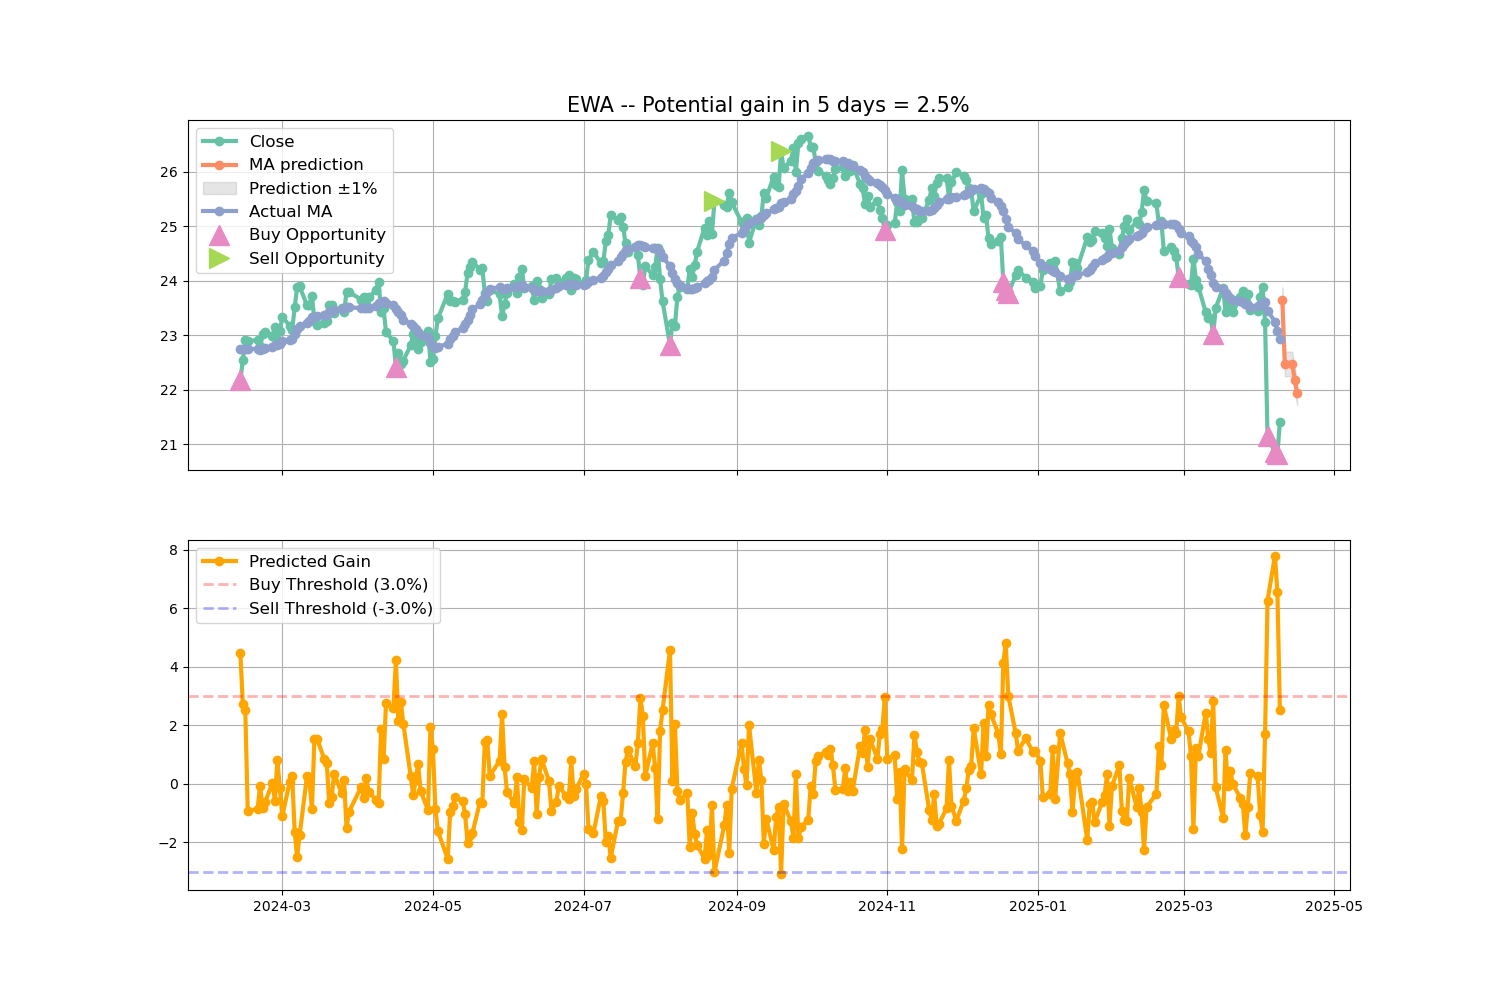 EWA -- Potential gain in 5 days = 2.5%
Close
MA prediction
Prediction ±1%
Actual MA
Buy Opportunity
Sell Opportunity
26
25
24
23
22
21
Predicted Gain
Buy Threshold (3.0%)
Sell Threshold (-3.0%)
8
6
4
2
0
−2
2024-03
2024-05
2024-07
2024-09
2024-11
2025-01
2025-03
2025-05